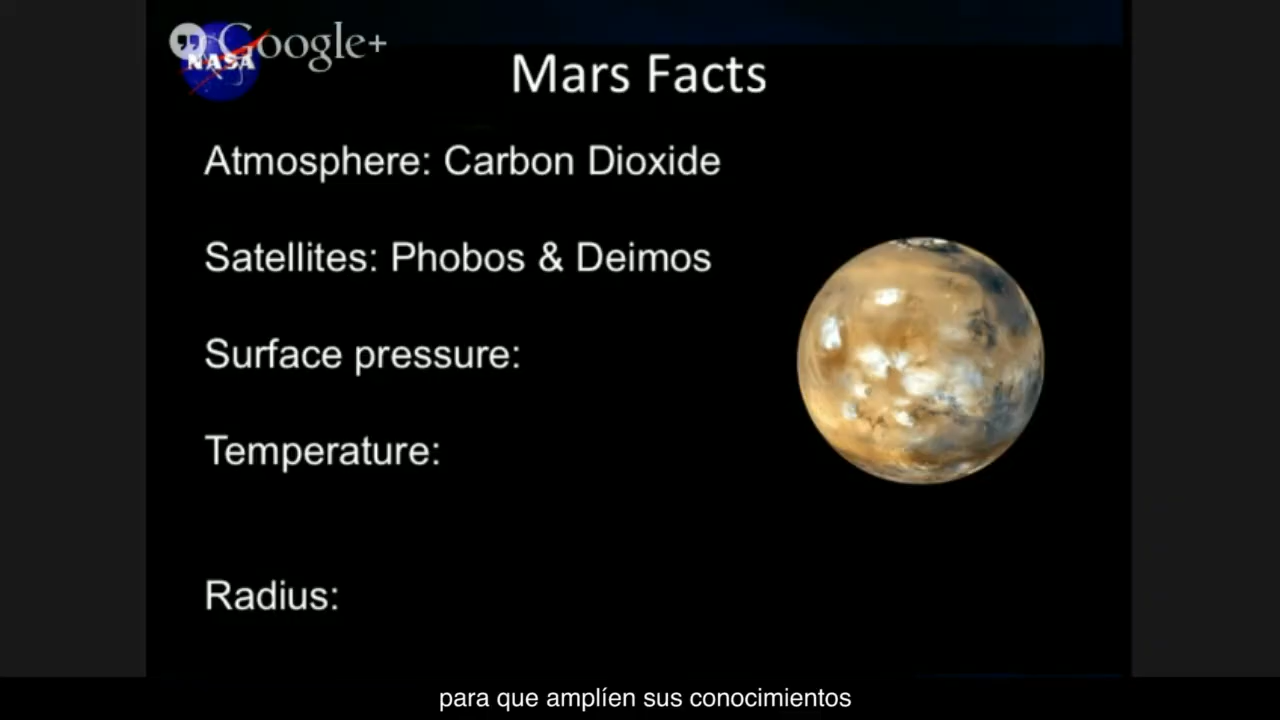 Google+
NASA
Mars Facts
Atmosphere: Carbon Dioxide
Satellites: Phobos & Deimos
Surface pressure:
Temperature:
Radius:
para que amplíen sus conocimientos